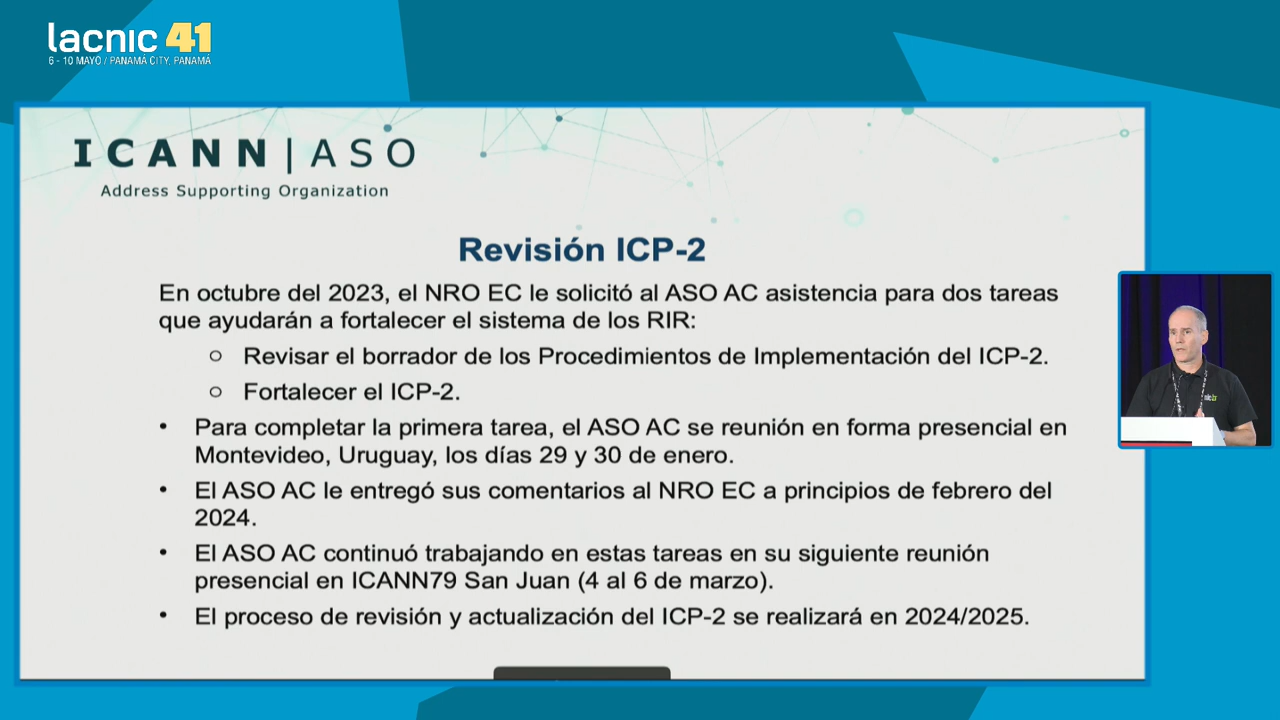 lacnic 41
6 - 10 MAYO / PANAMÁ CITY, PANAMÁ
ICANN | ASO
Address Supporting Organization
Revisión ICP-2
En octubre del 2023, el NRO EC le solicitó al ASO AC asistencia para dos tareas
que ayudarán a fortalecer el sistema de los RIR:
○ Revisar el borrador de los Procedimientos de Implementación del ICP-2.
○ Fortalecer el ICP-2.
• Para completar la primera tarea, el ASO AC se reunión en forma presencial en
Montevideo, Uruguay, los días 29 y 30 de enero.
• El ASO AC le entregó sus comentarios al NRO EC a principios de febrero del
2024.
• El ASO AC continuó trabajando en estas tareas en su siguiente reunión
presencial en ICANN79 San Juan (4 al 6 de marzo).
• El proceso de revisión y actualización del ICP-2 se realizará en 2024/2025.